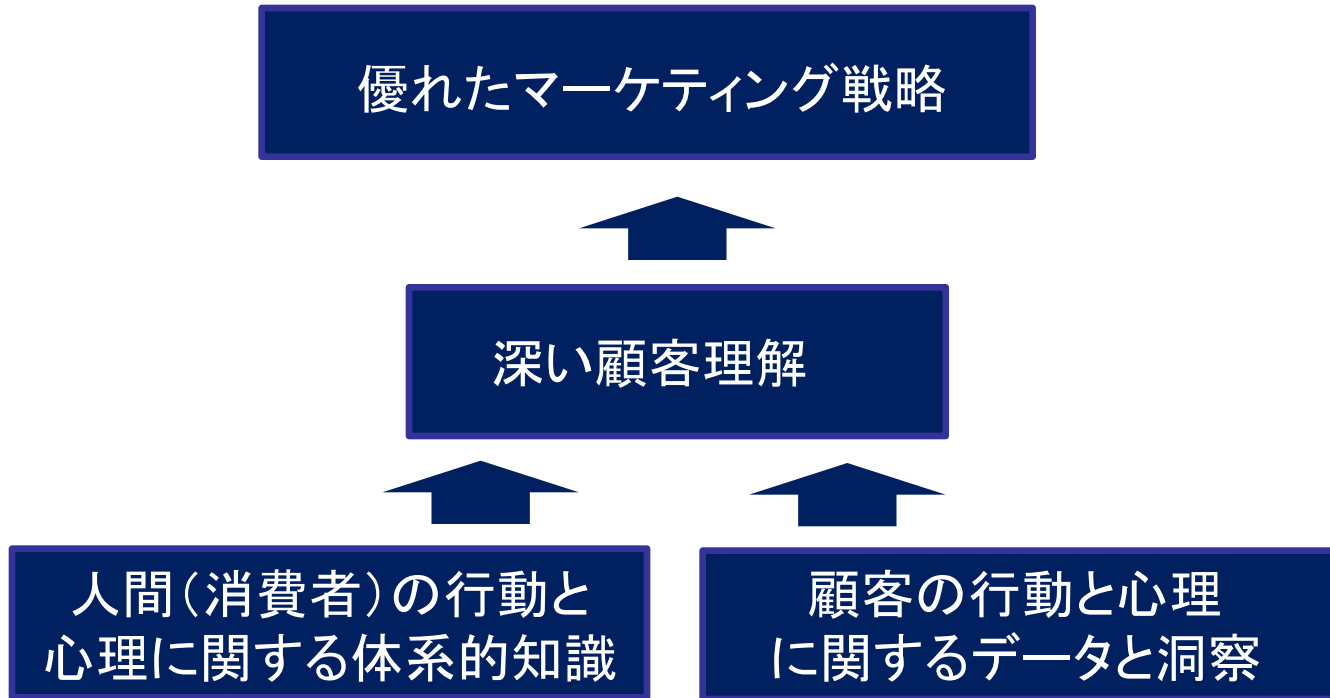 優れたマーケティング戦略
深い顧客理解
人間(消費者)の行動と
心理に関する体系的知識
顧客の行動と心理
に関するデータと洞察